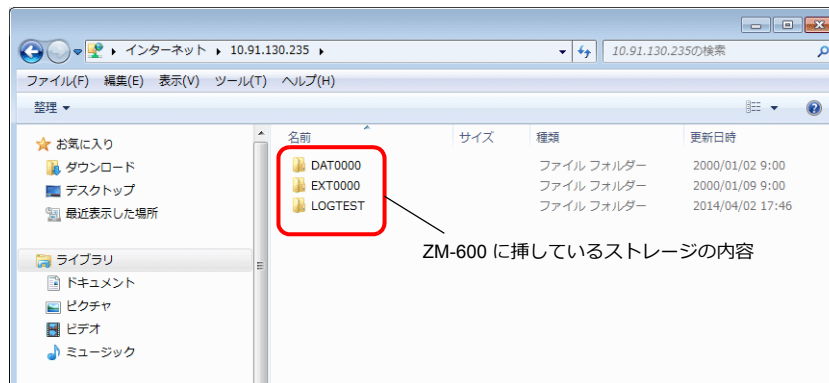 インターネット 10.91.130.235 10.91.130.235の検索
ファイル(F) 編集(E) 表示(V) ツール(T) ヘルプ(H)
整理
お気に入り
ダウンロード
デスクトップ
最近表示した場所
ライブラリ
ドキュメント
ピクチャ
ビデオ
ミュージック
名前 サイズ 種類 更新日時
DAT0000 ファイル フォルダー 2000/01/02 9:00
EXT0000 ファイル フォルダー 2000/01/09 9:00
LOGTEST ファイル フォルダー 2014/04/02 17:46
ZM-600 に挿しているストレージの内容